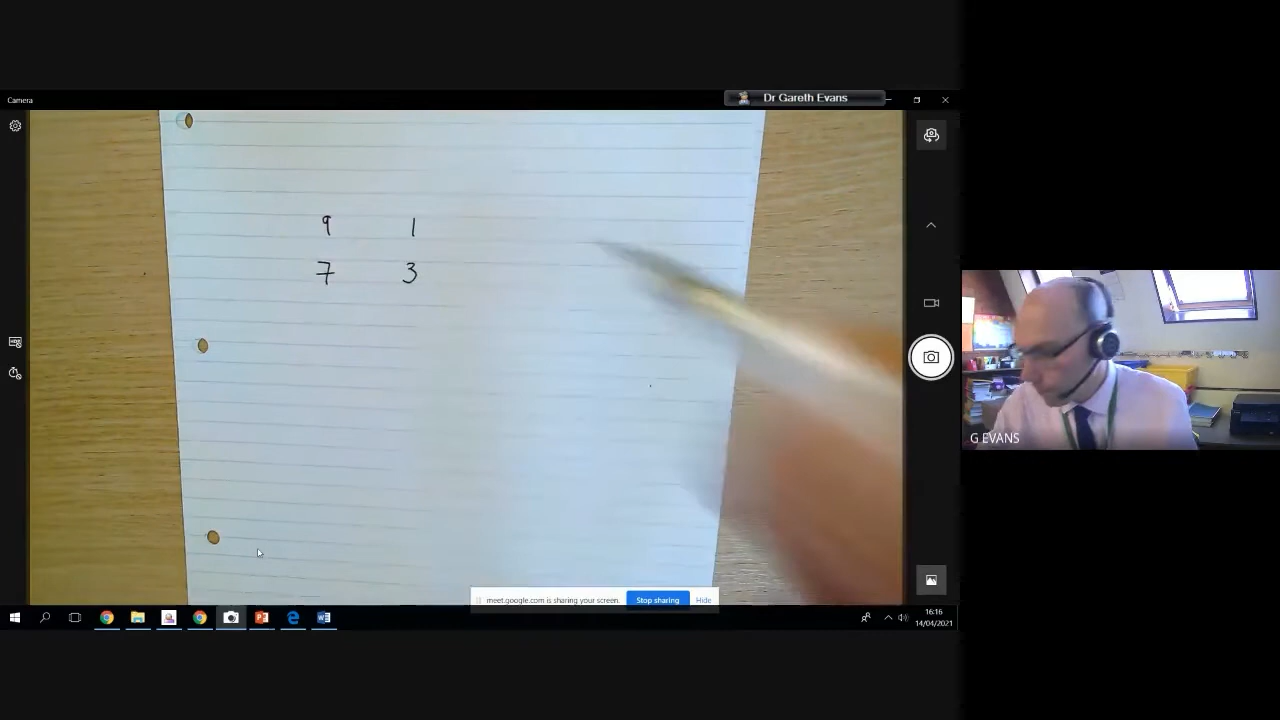 Camera
Dr Gareth Evans
9 1
7 3
G EVANS
meet.google.com is sharing your screen.
Stop sharing
Hide
16:16
14/04/2021